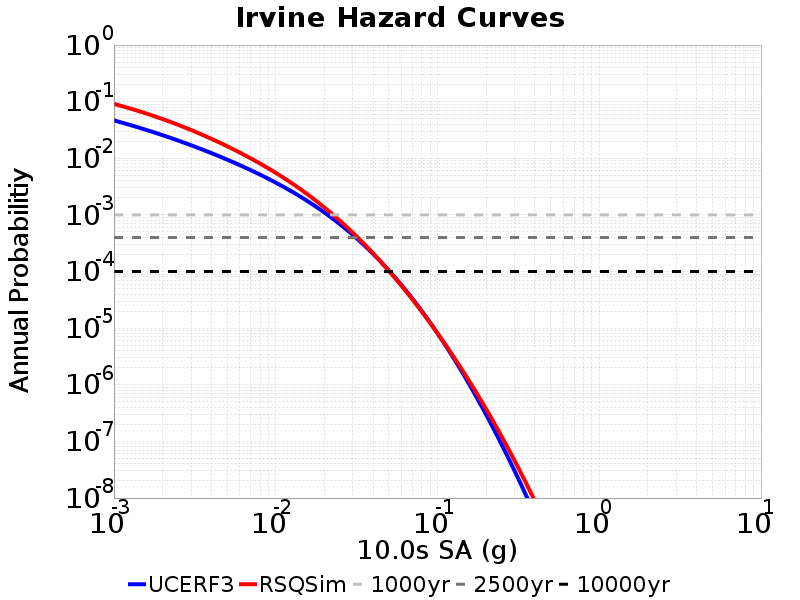 Irvine Hazard Curves
10^0
10^-1
10^-2
10^-3
10^-4
10^-5
10^-6
10^-7
10^-8
Annual Probabilitiy
10^-3 10^-2 10^-1 10^0 10^1
10.0s SA (g)
UCERF3 RSQSim 1000yr 2500yr 10000yr